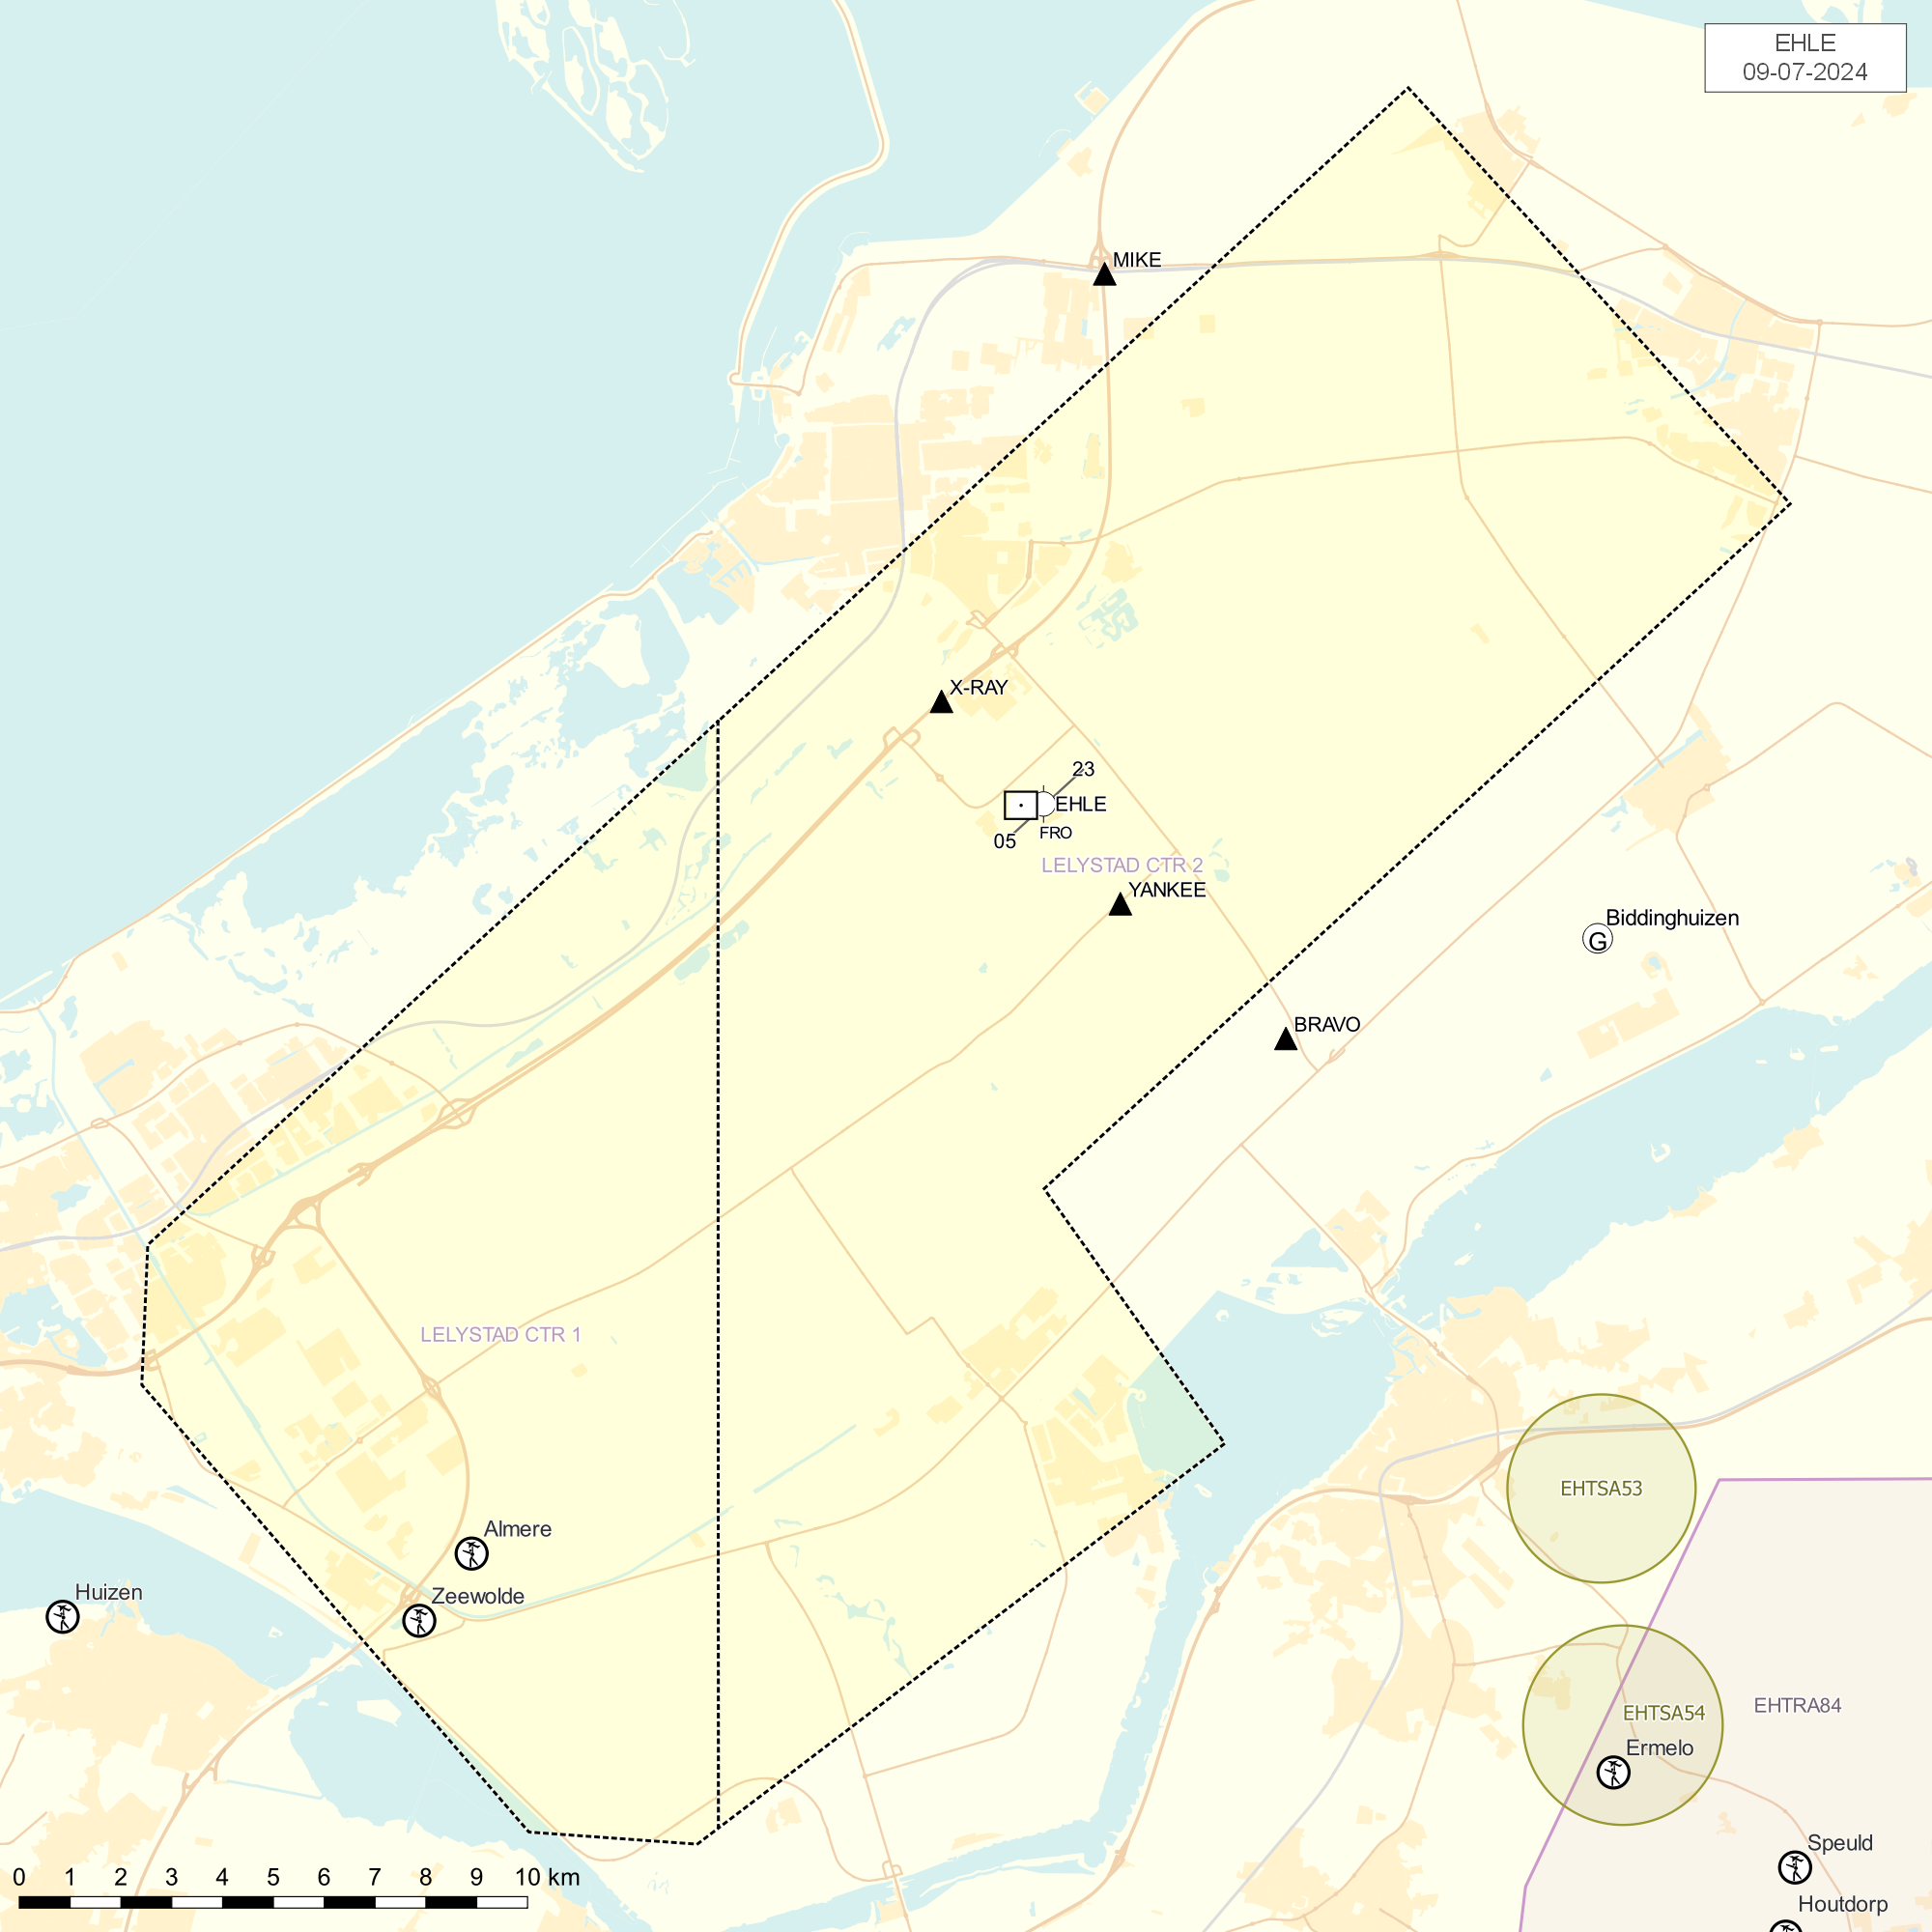 EHLE
09-07-2024
MIKE
X-RAY
23
EHLE
FRO
05
LELYSTAD CTR 2
YANKEE
Biddinghuizen
G
BRAVO
LELYSTAD CTR 1
EHTSA53
Almere
Huizen
Zeewolde
EHTRA84
EHTSA54
Ermelo
Speuld
0 1 2 3 4 5 6 7 8 9 10 km
Houtdorp